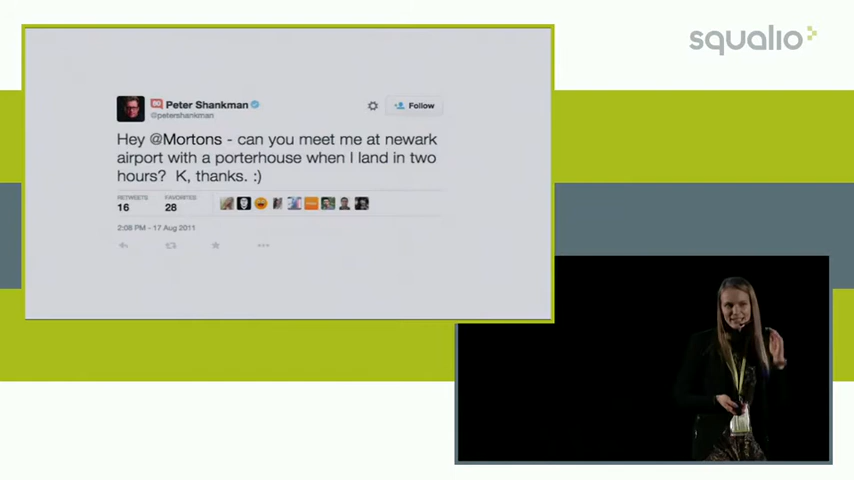 squalio
Peter Shankman
@petershankman
Follow
Hey @Mortons - can you meet me at newark
airport with a porterhouse when I land in two
hours?  K, thanks. :)
RETWEETS
FAVORITES
16
28
2:08 PM - 17 Aug 2011